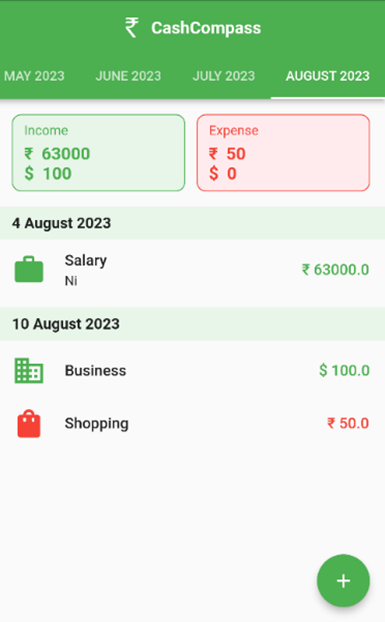 ₹ CashCompass
MAY 2023 JUNE 2023 JULY 2023 AUGUST 2023
Income
₹ 63000
$ 100
Expense
₹ 50
$ 0
4 August 2023
Salary ₹ 63000.0
Ni
10 August 2023
Business $ 100.0
Shopping ₹ 50.0
+